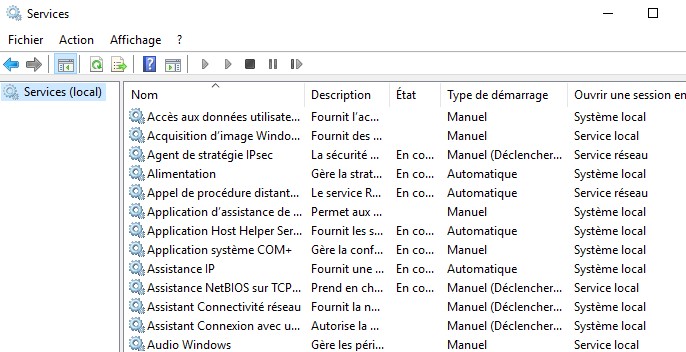 Services
Fichier Action Affichage ?
Services (local)
Nom Description État Type de démarrage Ouvrir une session en
Accès aux données utilisate... Fournit l'ac... Manuel Système local
Acquisition d'image Windo... Fournit des ... Manuel Service local
Agent de stratégie IPsec La sécurité ... En co... Manuel (Déclencher... Service réseau
Alimentation Gère la strat... En co... Automatique Système local
Appel de procédure distant... Le service R... En co... Automatique Service réseau
Application d'assistance de ... Permet aux ... Manuel Système local
Application Host Helper Ser... Fournit les s... En co... Automatique Système local
Application système COM+ Gère la conf... En co... Manuel Système local
Assistance IP Fournit une ... En co... Automatique Système local
Assistance NetBIOS sur TCP... Prend en ch... En co... Manuel (Déclencher... Service local
Assistant Connectivité réseau Fournit la n... Manuel (Déclencher... Système local
Assistant Connexion avec u... Autorise la ... Manuel (Déclencher... Système local
Audio Windows Gère les péri... Manuel Service local